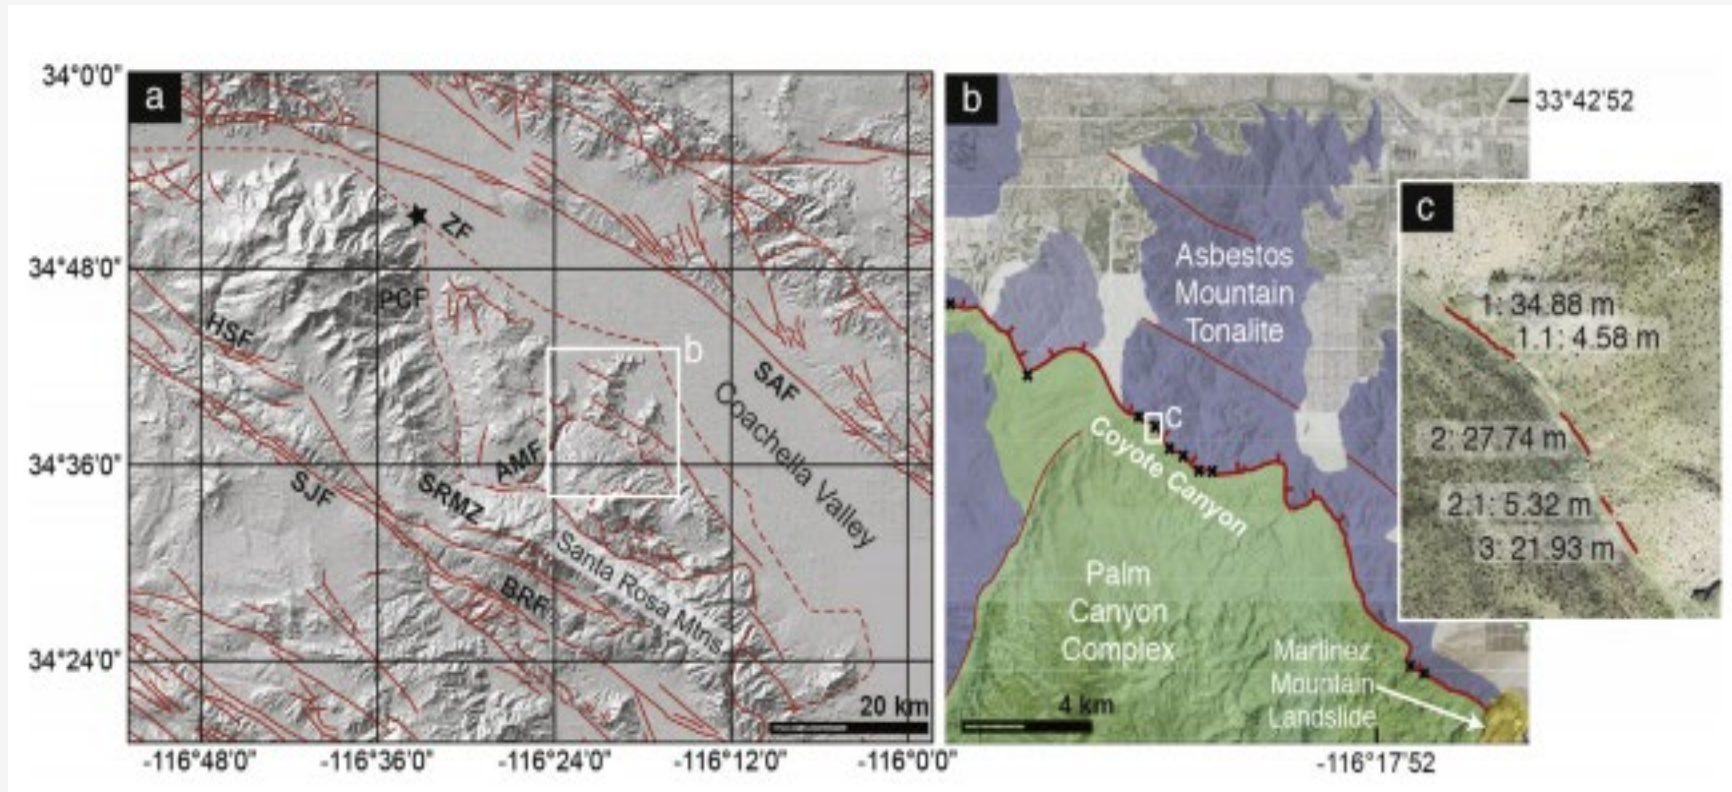 a
34°0'0"
34°48'0"
34°36'0"
34°24'0"
-116°48'0"
-116°36'0"
-116°24'0"
-116°12'0"
-116°0'0"
ZF
PCF
HSF
b
SAF
Coachella Valley
AMF
SJF
SRMZ
Santa Rosa Mtns
BRF
20 km
b
33°42'52
Asbestos
Mountain
Tonalite
C
Coyote Canyon
Palm
Canyon
Complex
Martinez
Mountain
Landslide
4 km
-116°17'52
c
1: 34.88 m
1.1: 4.58 m
2: 27.74 m
2.1: 5.32 m
3: 21.93 m